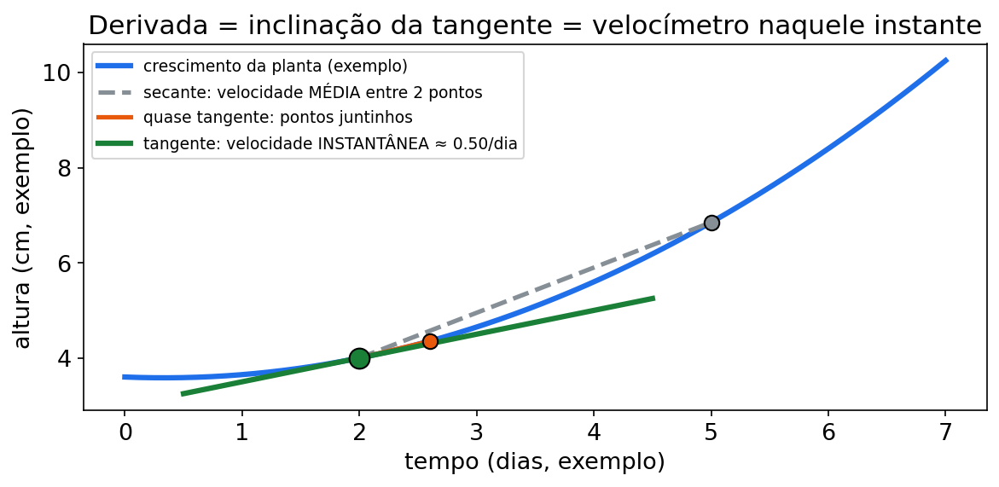 Derivada = inclinação da tangente = velocímetro naquele instante
crescimento da planta (exemplo)
secante: velocidade MÉDIA entre 2 pontos
quase tangente: pontos juntinhos
tangente: velocidade INSTANTÂNEA ≈ 0.50/dia
altura (cm, exemplo)
10
8
6
4
0 1 2 3 4 5 6 7
tempo (dias, exemplo)